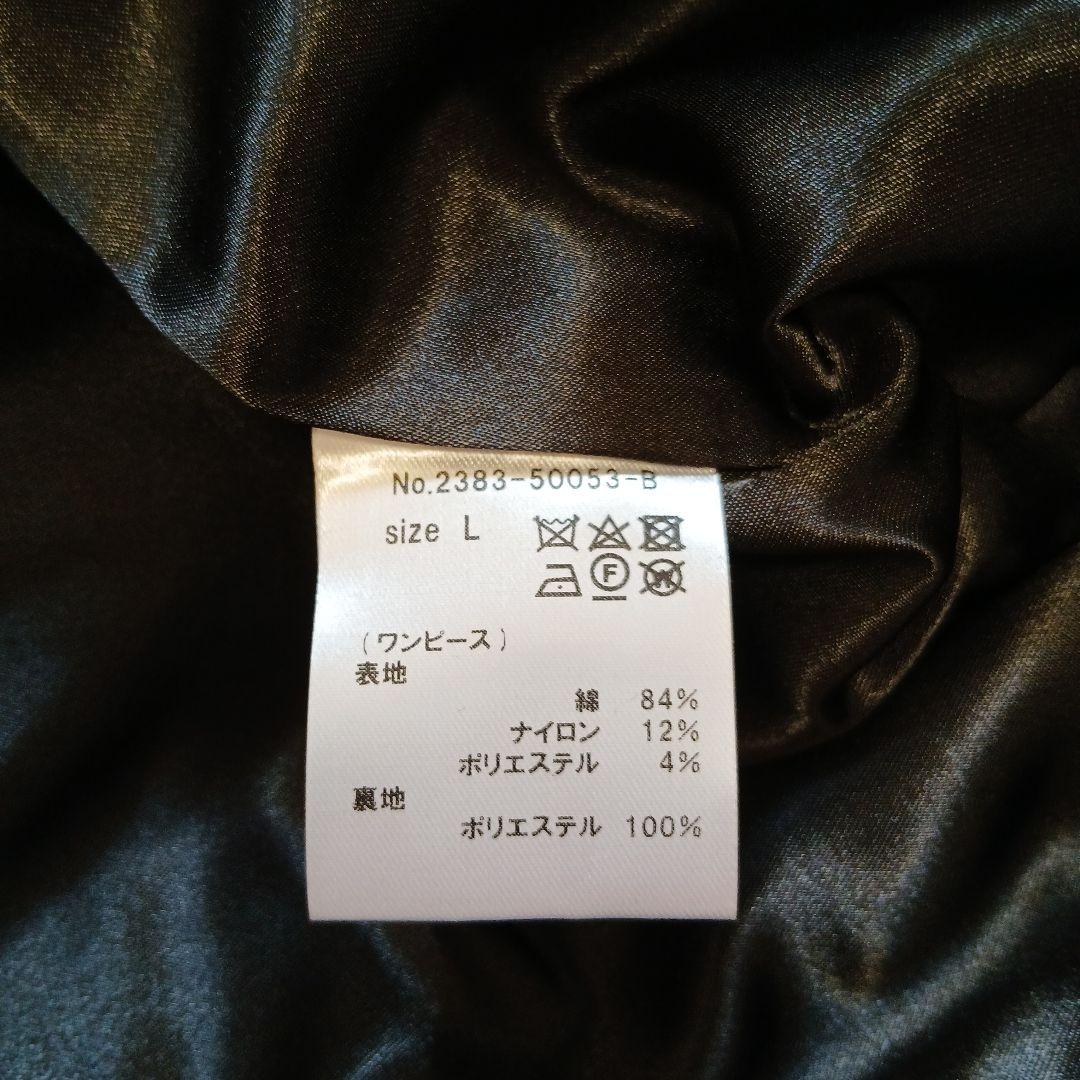 No.2383-50053-B
size L
F
W
(ワンピース)
表地
綿 84%
ナイロン 12%
ポリエステル 4%
裏地
ポリエステル 100%